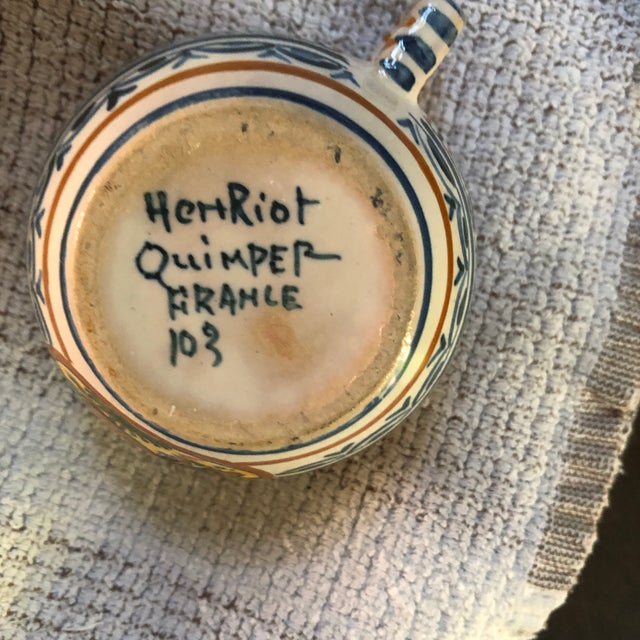 HenRiot
QuimPER
FRANCE
103